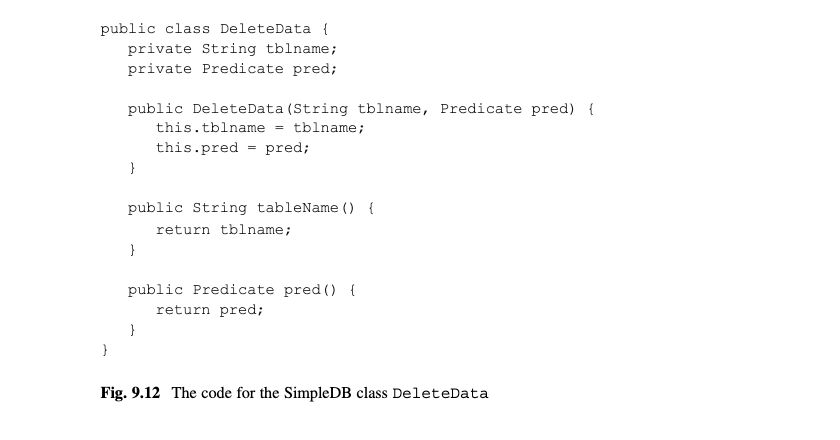 public class DeleteData {
   private String tblname;
   private Predicate pred;

   public DeleteData(String tblname, Predicate pred) {
      this.tblname = tblname;
      this.pred = pred;
   }

   public String tableName() {
      return tblname;
   }

   public Predicate pred() {
      return pred;
   }
}

Fig. 9.12 The code for the SimpleDB class DeleteData